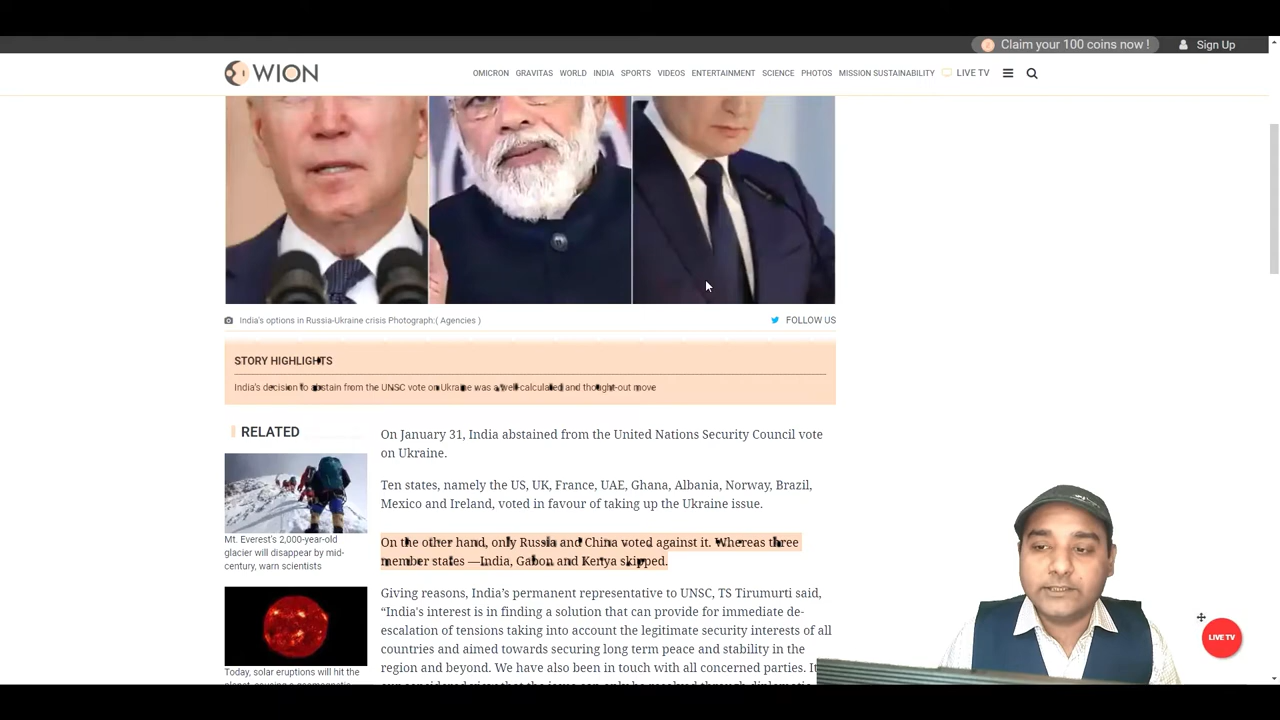 Claim your 100 coins now !
Sign Up
WION
OMICRON GRAVITAS WORLD INDIA SPORTS VIDEOS ENTERTAINMENT SCIENCE PHOTOS MISSION SUSTAINABILITY LIVE TV
India's options in Russia-Ukraine crisis Photograph:( Agencies )
FOLLOW US
STORY HIGHLIGHTS
India's decision to abstain from the UNSC vote on Ukraine was a well-calculated and thought-out move
RELATED
Mt. Everest's 2,000-year-old
glacier will disappear by mid-
century, warn scientists
Today, solar eruptions will hit the
On January 31, India abstained from the United Nations Security Council vote
on Ukraine.
Ten states, namely the US, UK, France, UAE, Ghana, Albania, Norway, Brazil,
Mexico and Ireland, voted in favour of taking up the Ukraine issue.
On the other hand, only Russia and China voted against it. Whereas three
member states —India, Gabon and Kenya skipped.
Giving reasons, India's permanent representative to UNSC, TS Tirumurti said,
“India's interest is in finding a solution that can provide for immediate de-
escalation of tensions taking into account the legitimate security interests of all
countries and aimed towards securing long term peace and stability in the
region and beyond. We have also been in touch with all concerned parties. It
LIVE TV